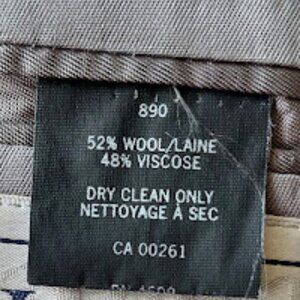 890
52% WOOL/LAINE
48% VISCOSE
DRY CLEAN ONLY
NETTOYAGE À SEC
CA 00261